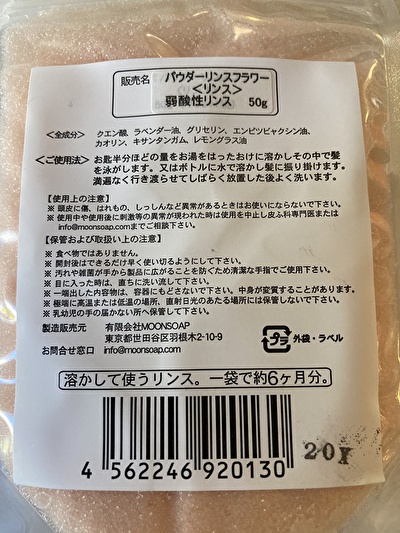 販売名 パウダーリンスフラワー
<リンス>
弱酸性リンス 50g
<全成分> クエン酸、ラベンダー油、グリセリン、エンピツビャクシン油、
カオリン、キサンタンガム、レモングラス油
<ご使用法> お匙半分ほどの量をお湯をはったおけに溶かしその中で髪
を泳がします。又はボトルに水で溶かし髪に振り掛けます。
満遍なく行き渡らせてしばらく放置した後よく洗います。
【使用上の注意】
※ 頭皮に傷、はれもの、しっしんなど異常があるときはお使いにならないで下さい。
※ 使用中や使用後に刺激等の異常が現われた時は使用を中止し皮ふ科専門医または
info@moonsoap.comまでご相談下さい。
【保管および取扱い上の注意】
※ 食べ物ではありません。
※ 開封後はできるだけ早く使い切るようにして下さい。
※ 汚れや雑菌が手から製品に広がることを防ぐため清潔な手指でご使用下さい。
※ 目に入った時は、直ちに洗い流して下さい。
※ 一端出した内容物は、容器にもどさないで下さい。中身が変質することがあります。
※ 極端に高温または低温の場所、直射日光のあたる場所には保管しないで下さい。
※ 乳幼児の手の届かない所へ保管して下さい。
製造販売元 有限会社MOONSOAP
東京都世田谷区羽根木2-10-9
お問合せ窓口 info@moonsoap.com
プラ 外袋・ラベル
溶かして使うリンス。一袋で約6ヶ月分。
4 562246 920130